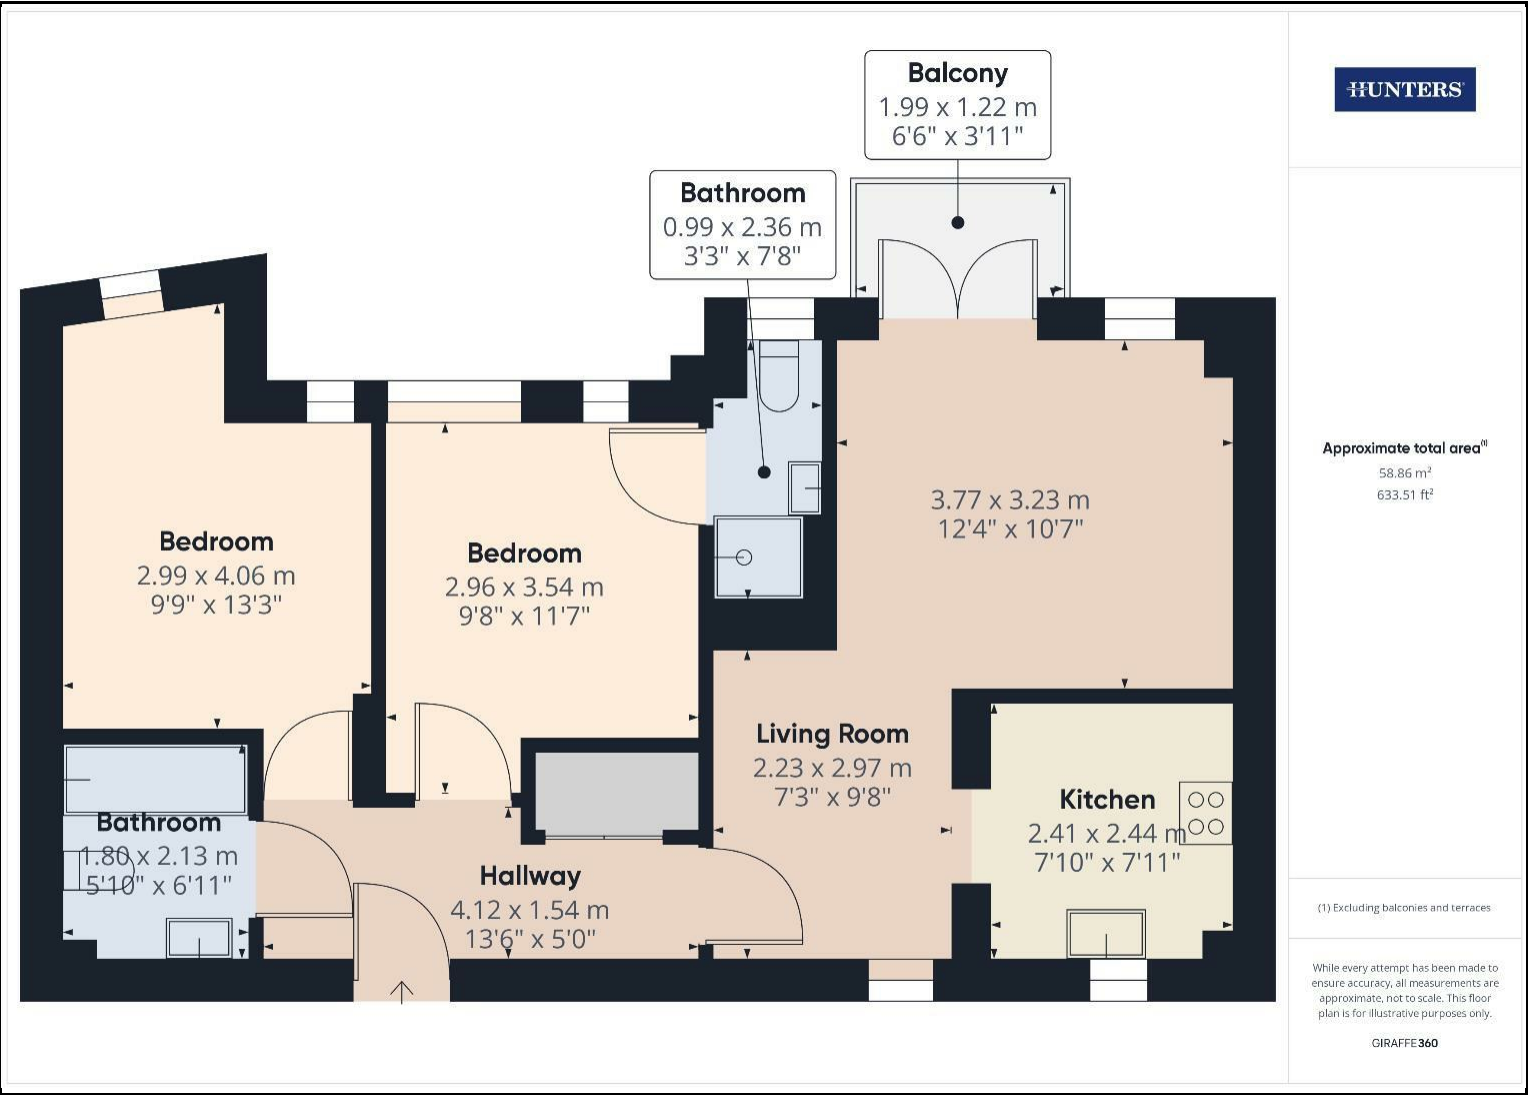 Balcony
1.99 x 1.22 m
6'6" x 3'11"
Bathroom
0.99 x 2.36 m
3'3" x 7'8"
3.77 x 3.23 m
12'4" x 10'7"
Bedroom
2.99 x 4.06 m
9'9" x 13'3"
Bedroom
2.96 x 3.54 m
9'8" x 11'7"
Living Room
2.23 x 2.97 m
7'3" x 9'8"
Kitchen
2.41 x 2.44 m
7'10" x 7'11"
Bathroom
1.80 x 2.13 m
5'10" x 6'11"
Hallway
4.12 x 1.54 m
13'6" x 5'0"
HUNTERS
Approximate total area(1)
58.86 m²
633.51 ft²
(1) Excluding balconies and terraces
While every attempt has been made to
ensure accuracy, all measurements are
approximate, not to scale. This floor
plan is for illustrative purposes only.
GIRAFFE360